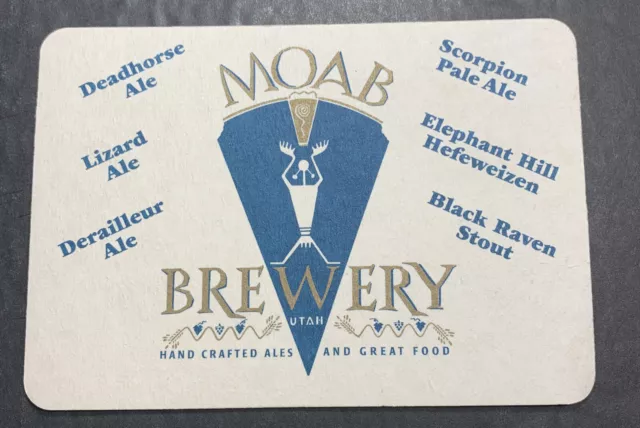 Deadhorse
Ale
Lizard
Ale
Derailleur
Ale
MOAB
BREWERY
UTAH
HAND CRAFTED ALES AND GREAT FOOD
Scorpion
Pale Ale
Elephant Hill
Hefeweizen
Black Raven
Stout